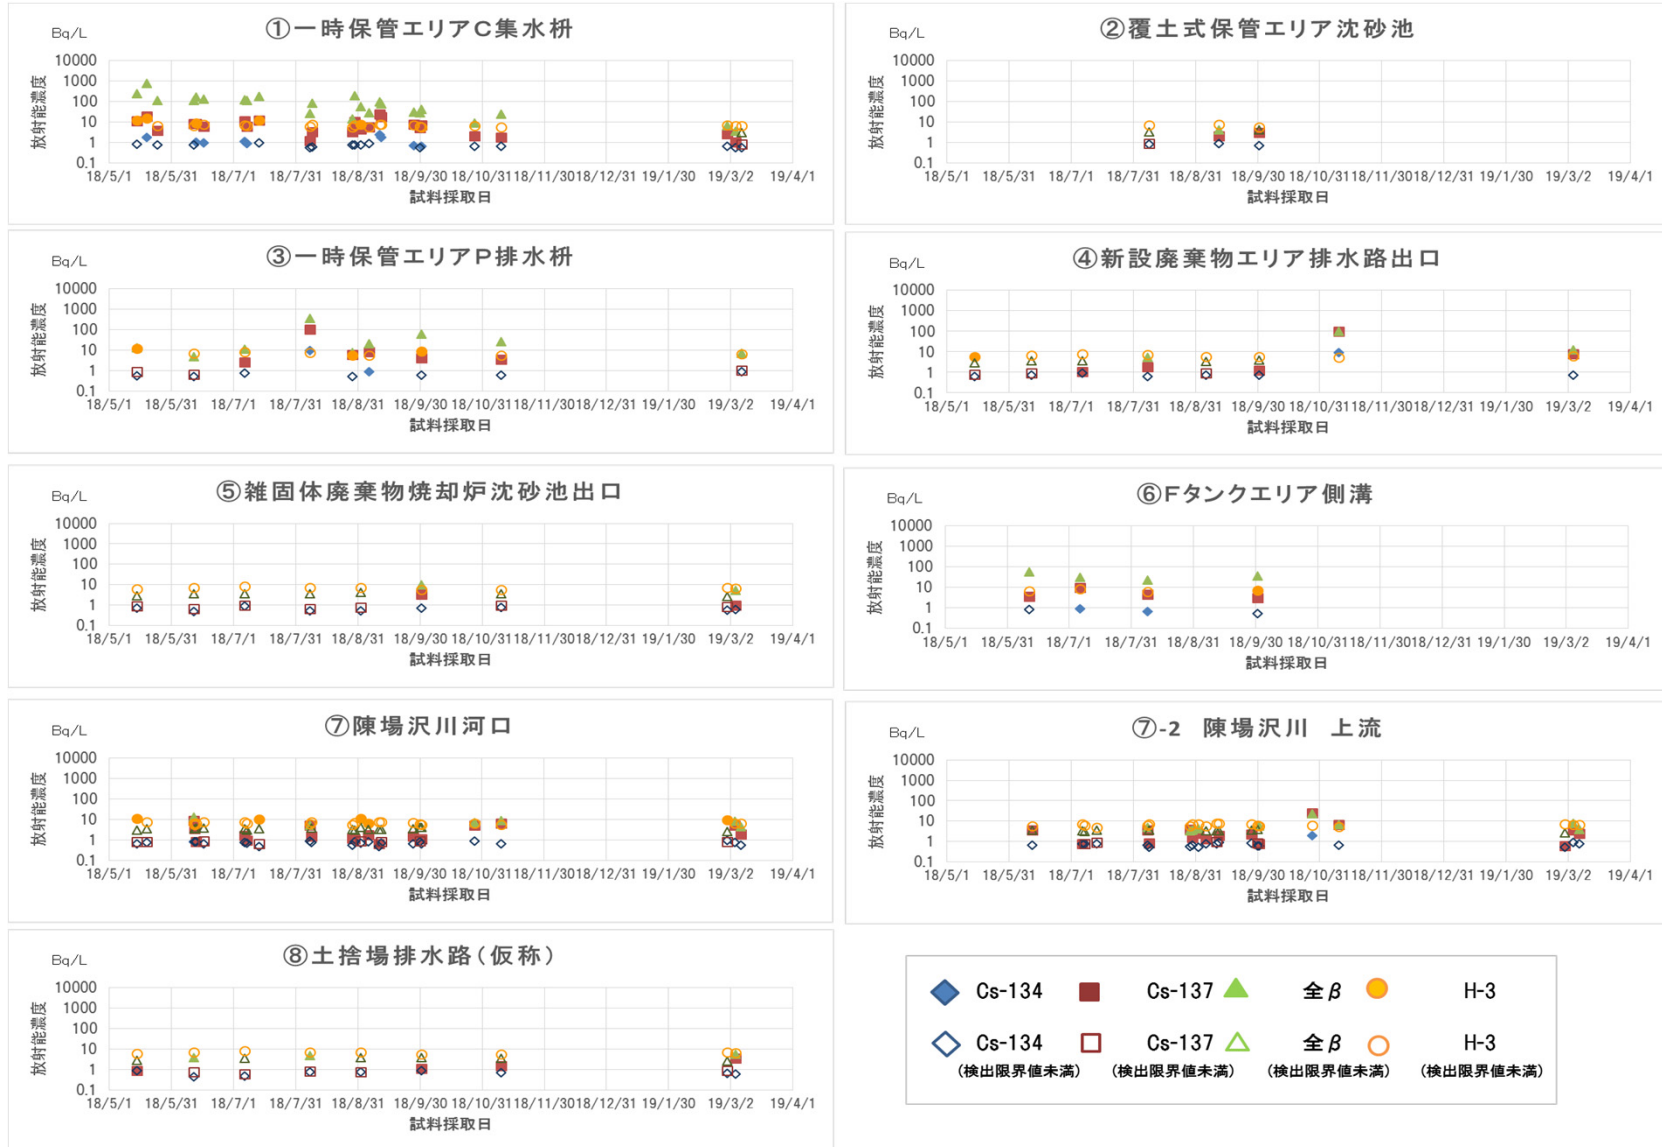 ①一時保管エリアC集水枡
Bq/L
放射能濃度
10000
1000
100
10
1
0.1
18/5/1 18/5/31 18/7/1 18/7/31 18/8/31 18/9/30 18/10/31 18/11/30 18/12/31 19/1/30 19/3/2 19/4/1
試料採取日
②覆土式保管エリア沈砂池
Bq/L
放射能濃度
10000
1000
100
10
1
0.1
18/5/1 18/5/31 18/7/1 18/7/31 18/8/31 18/9/30 18/10/31 18/11/30 18/12/31 19/1/30 19/3/2 19/4/1
試料採取日
③一時保管エリアP排水枡
Bq/L
放射能濃度
10000
1000
100
10
1
0.1
18/5/1 18/5/31 18/7/1 18/7/31 18/8/31 18/9/30 18/10/31 18/11/30 18/12/31 19/1/30 19/3/2 19/4/1
試料採取日
④新設廃棄物エリア排水路出口
Bq/L
放射能濃度
10000
1000
100
10
1
0.1
18/5/1 18/5/31 18/7/1 18/7/31 18/8/31 18/9/30 18/10/31 18/11/30 18/12/31 19/1/30 19/3/2 19/4/1
試料採取日
⑤雑固体廃棄物焼却炉沈砂池出口
Bq/L
放射能濃度
10000
1000
100
10
1
0.1
18/5/1 18/5/31 18/7/1 18/7/31 18/8/31 18/9/30 18/10/31 18/11/30 18/12/31 19/1/30 19/3/2 19/4/1
試料採取日
⑥Fタンクエリア側溝
Bq/L
放射能濃度
10000
1000
100
10
1
0.1
18/5/1 18/5/31 18/7/1 18/7/31 18/8/31 18/9/30 18/10/31 18/11/30 18/12/31 19/1/30 19/3/2 19/4/1
試料採取日
⑦陳場沢川河口
Bq/L
放射能濃度
10000
1000
100
10
1
0.1
18/5/1 18/5/31 18/7/1 18/7/31 18/8/31 18/9/30 18/10/31 18/11/30 18/12/31 19/1/30 19/3/2 19/4/1
試料採取日
⑦-2 陳場沢川 上流
Bq/L
放射能濃度
10000
1000
100
10
1
0.1
18/5/1 18/5/31 18/7/1 18/7/31 18/8/31 18/9/30 18/10/31 18/11/30 18/12/31 19/1/30 19/3/2 19/4/1
試料採取日
⑧土捨場排水路(仮称)
Bq/L
放射能濃度
10000
1000
100
10
1
0.1
18/5/1 18/5/31 18/7/1 18/7/31 18/8/31 18/9/30 18/10/31 18/11/30 18/12/31 19/1/30 19/3/2 19/4/1
試料採取日
Cs-134 Cs-137 全β H-3
Cs-134 Cs-137 全β H-3
(検出限界値未満) (検出限界値未満) (検出限界値未満) (検出限界値未満)